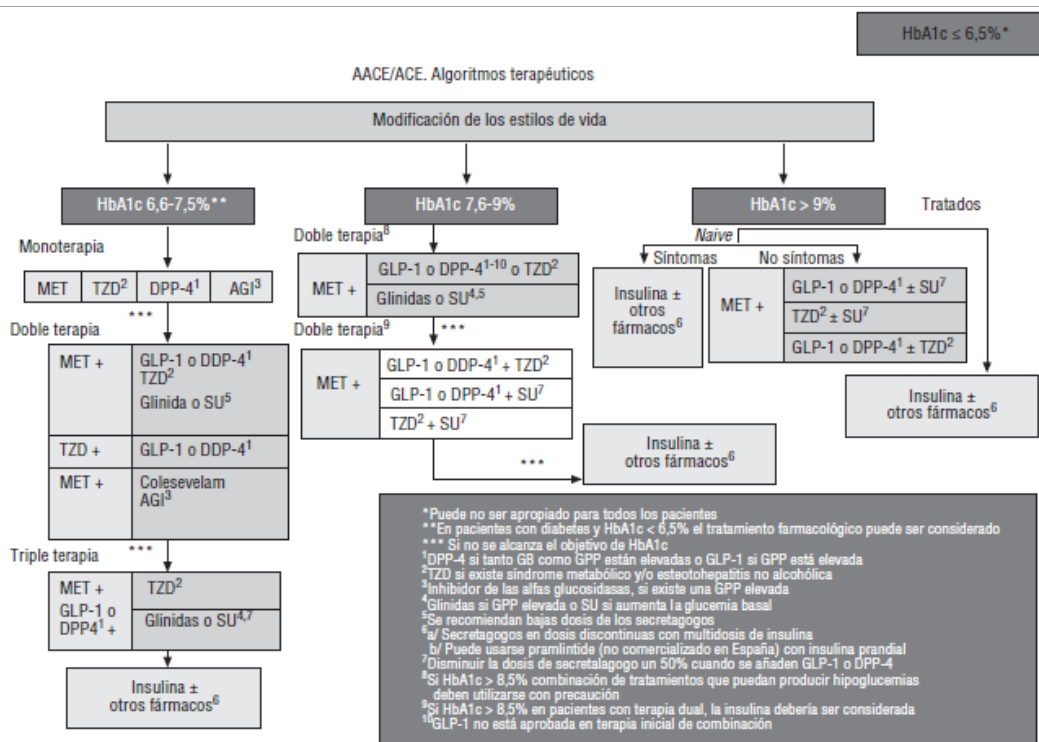 HbA1c ≤ 6,5%*
AACE/ACE. Algoritmos terapéuticos
Modificación de los estilos de vida
HbA1c 6,6-7,5%**
Monoterapia
MET
TZD²
DPP-4¹
AGI³
***
Doble terapia
MET +
GLP-1 o DDP-4¹
TZD²
Glinida o SU⁵
TZD +
GLP-1 o DDP-4¹
MET +
Colesevelam
AGI³
Triple terapia
***
MET +
GLP-1 o
DPP4¹ +
TZD²
Glinidas o SU⁴,⁷
Insulina ±
otros fármacos⁶
HbA1c 7,6-9%
Doble terapia⁸
MET +
GLP-1 o DPP-4¹⁻¹⁰ o TZD²
Glinidas o SU⁴,⁵
Doble terapia⁹
***
MET +
GLP-1 o DDP-4¹ + TZD²
GLP-1 o DPP-4¹ + SU⁷
TZD² + SU⁷
***
Insulina ±
otros fármacos⁶
HbA1c > 9%
Tratados
Naive
Síntomas
No síntomas
Insulina ±
otros
fármacos⁶
MET +
GLP-1 o DPP-4¹ ± SU⁷
TZD² ± SU⁷
GLP-1 o DPP-4¹ ± TZD²
Insulina ±
otros fármacos⁶
*Puede no ser apropiado para todos los pacientes
**En pacientes con diabetes y HbA1c < 6,5% el tratamiento farmacológico puede ser considerado
*** Si no se alcanza el objetivo de HbA1c
¹DPP-4 si tanto GB como GPP están elevadas o GLP-1 si GPP está elevada
²TZD si existe síndrome metabólico y/o esteotohepatitis no alcohólica
³Inhibidor de las alfas glucosidasas, si existe una GPP elevada
⁴Glinidas si GPP elevada o SU si aumenta la glucemia basal
⁵Se recomiendan bajas dosis de los secretagogos
⁶a/ Secretagogos en dosis discontinuas con multidosis de insulina
b/ Puede usarse pramlintide (no comercializado en España) con insulina prandial
⁷Disminuir la dosis de secretalagogo un 50% cuando se añaden GLP-1 o DPP-4
⁸Si HbA1c > 8,5% combinación de tratamientos que puedan producir hipoglucemias
deben utilizarse con precaución
⁹Si HbA1c > 8,5% en pacientes con terapia dual, la insulina debería ser considerada
¹⁰GLP-1 no está aprobada en terapia inicial de combinación